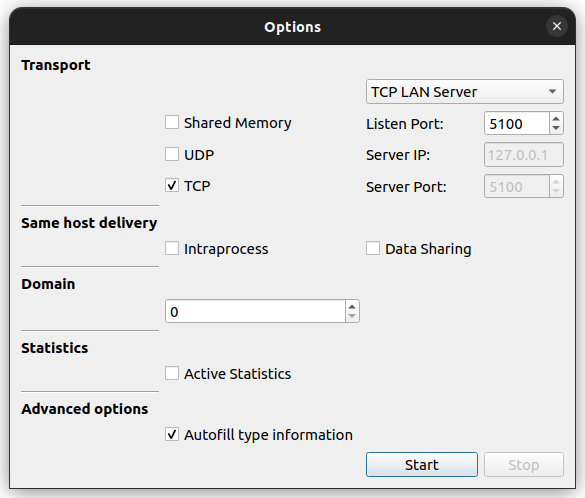 Options
Transport
TCP LAN Server
Shared Memory
Listen Port: 5100
UDP
Server IP: 127.0.0.1
TCP
Server Port: 5100
Same host delivery
Intraprocess
Data Sharing
Domain
0
Statistics
Active Statistics
Advanced options
Autofill type information
Start
Stop